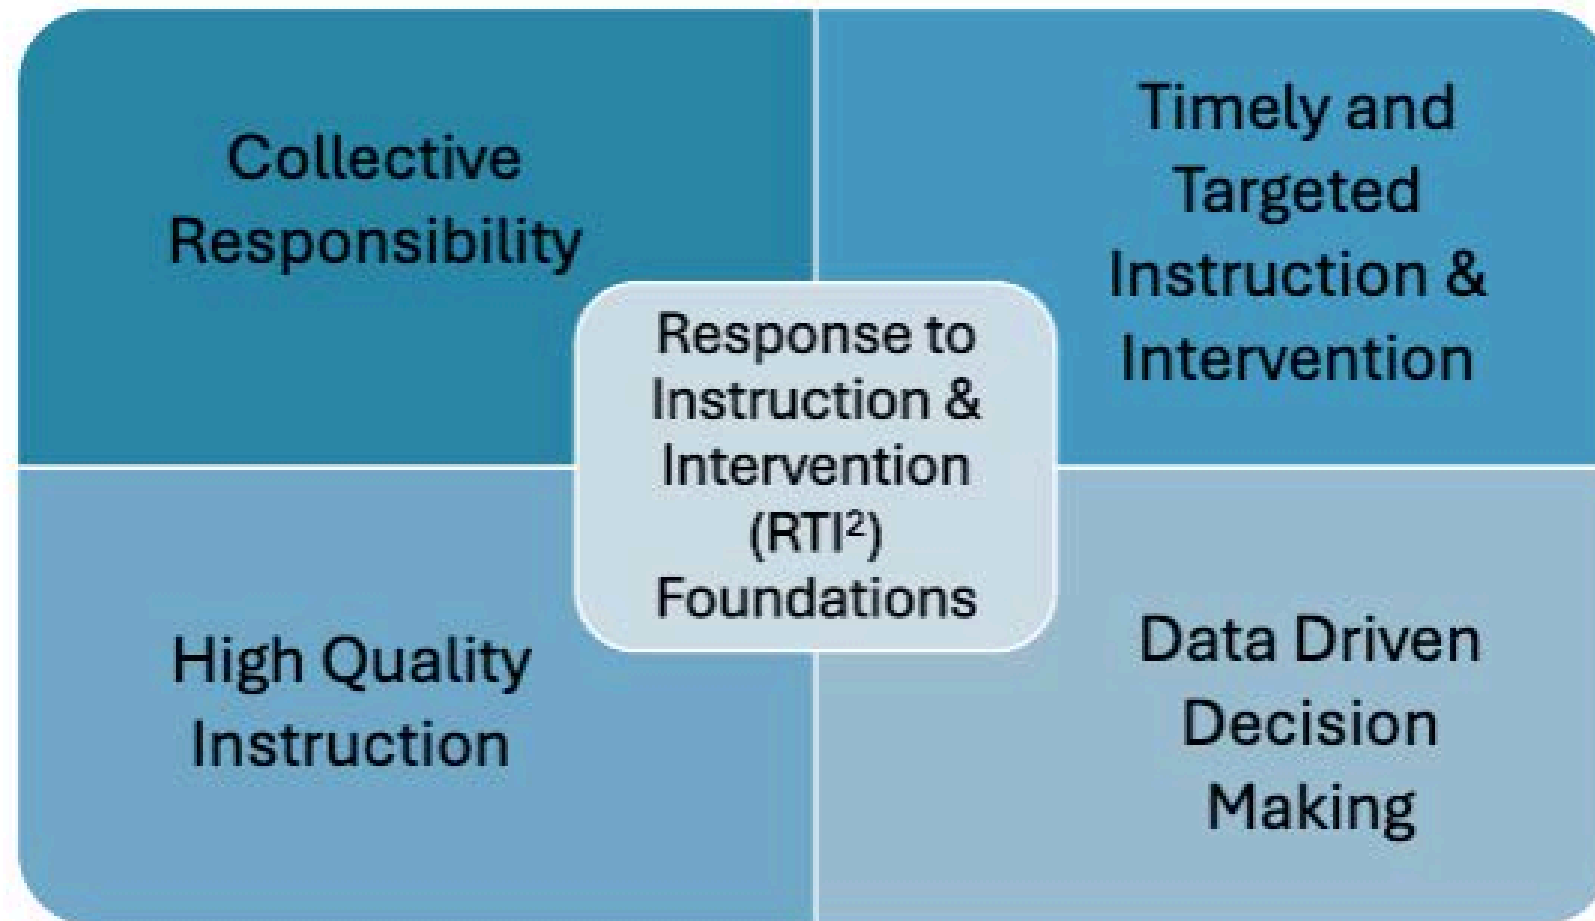 Collective
Responsibility
Timely and
Targeted
Instruction &
Intervention
Response to
Instruction &
Intervention
(RTI²)
Foundations
High Quality
Instruction
Data Driven
Decision
Making